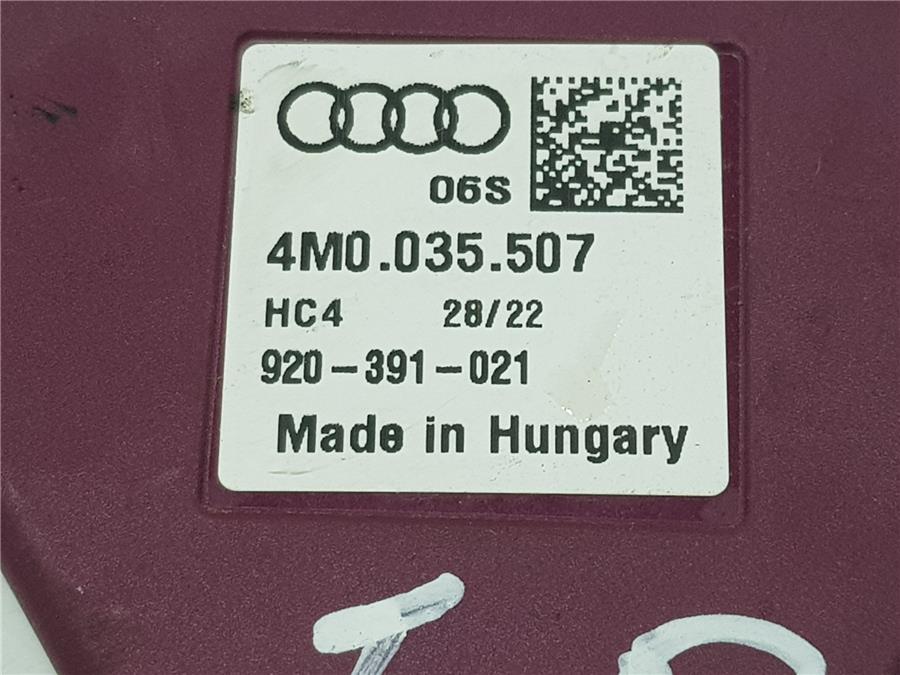 06S
4M0.035.507
HC4 28/22
920-391-021
Made in Hungary